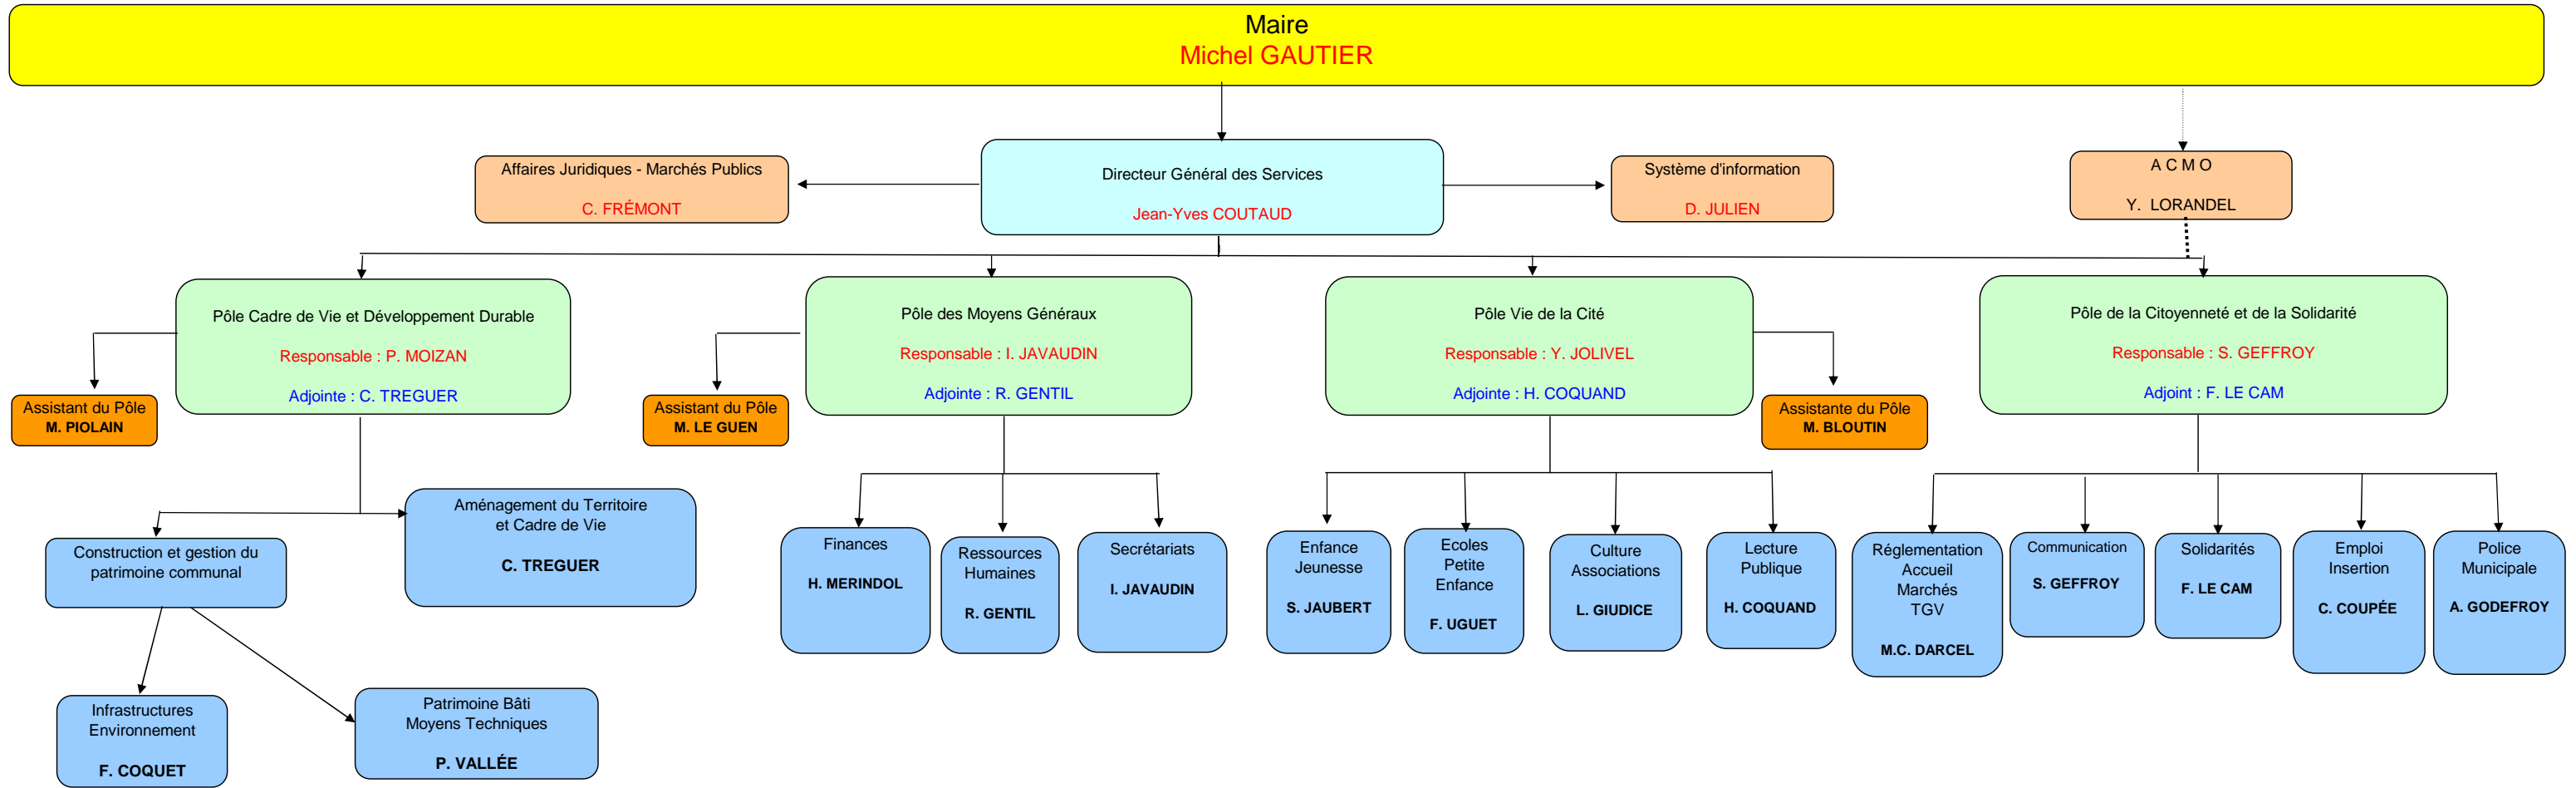 Maire
Michel GAUTIER
Affaires Juridiques - Marchés Publics
C. FRÉMONT
Directeur Général des Services
Jean-Yves COUTAUD
Système d'information
D. JULIEN
A C M O
Y. LORANDEL
Pôle Cadre de Vie et Développement Durable
Responsable : P. MOIZAN
Adjointe : C. TREGUER
Assistant du Pôle
M. PIOLAIN
Pôle des Moyens Généraux
Responsable : I. JAVAUDIN
Adjointe : R. GENTIL
Assistant du Pôle
M. LE GUEN
Pôle Vie de la Cité
Responsable : Y. JOLIVEL
Adjointe : H. COQUAND
Assistante du Pôle
M. BLOUTIN
Pôle de la Citoyenneté et de la Solidarité
Responsable : S. GEFFROY
Adjoint : F. LE CAM
Construction et gestion du
patrimoine communal
Aménagement du Territoire
et Cadre de Vie
C. TREGUER
Infrastructures
Environnement
F. COQUET
Patrimoine Bâti
Moyens Techniques
P. VALLÉE
Finances
H. MERINDOL
Ressources
Humaines
R. GENTIL
Secrétariats
I. JAVAUDIN
Enfance
Jeunesse
S. JAUBERT
Ecoles
Petite
Enfance
F. UGUET
Culture
Associations
L. GIUDICE
Lecture
Publique
H. COQUAND
Réglementation
Accueil
Marchés
TGV
M.C. DARCEL
Communication
S. GEFFROY
Solidarités
F. LE CAM
Emploi
Insertion
C. COUPÉE
Police
Municipale
A. GODEFROY